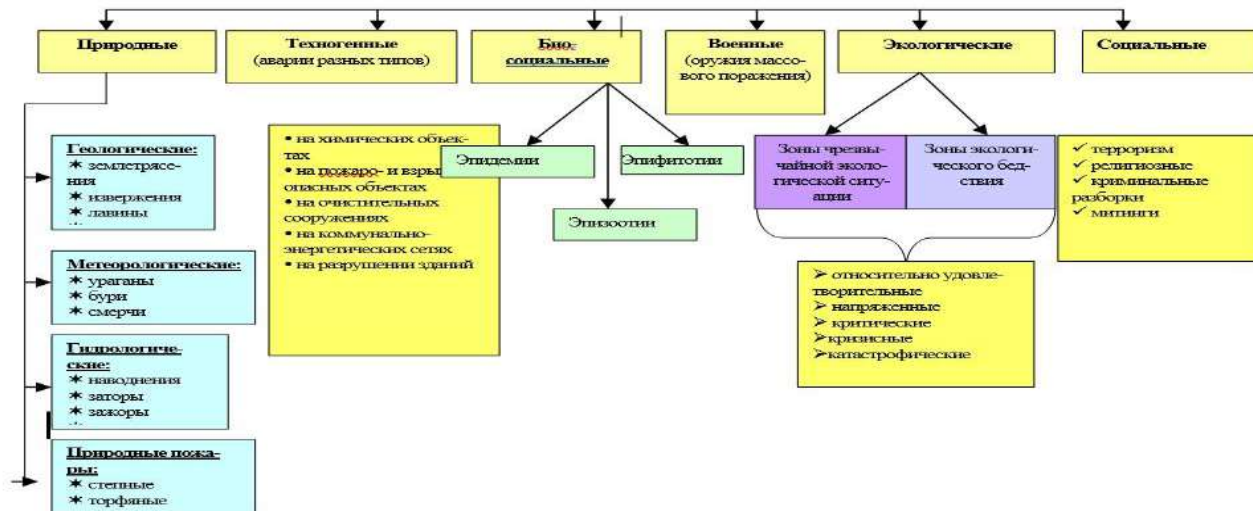 Природные
Техногенные
(аварии разных типов)
Био-
социальные
Военные
(оружия массо-
вого поражения)
Экологические
Социальные
Геологические:
✶ землетрясе-
ния
✶ извержения
✶ лавины
Метеорологические:
✶ ураганы
✶ бури
✶ смерчи
Гидрологиче-
ские:
✶ наводнения
✶ заторы
✶ зажоры
Природные пожа-
ры:
✶ степные
✶ торфяные
• на химических объек-
тах
• на пожаро- и взры
опасных объектах
• на очистительных
сооружениях
• на коммунально-
энергетических сетях
• на разрушении зданий
Эпидемии
Эпифитотии
Эпизоотии
Зоны чрезвы-
чайной эколо-
гической ситу-
ации
Зоны экологи-
ческого бед-
ствия
➢ относительно удовле-
творительные
➢ напряженные
➢ критические
➢ кризисные
➢ катастрофические
✓ терроризм
✓ религиозные
✓ криминальные
разборки
✓ митинги